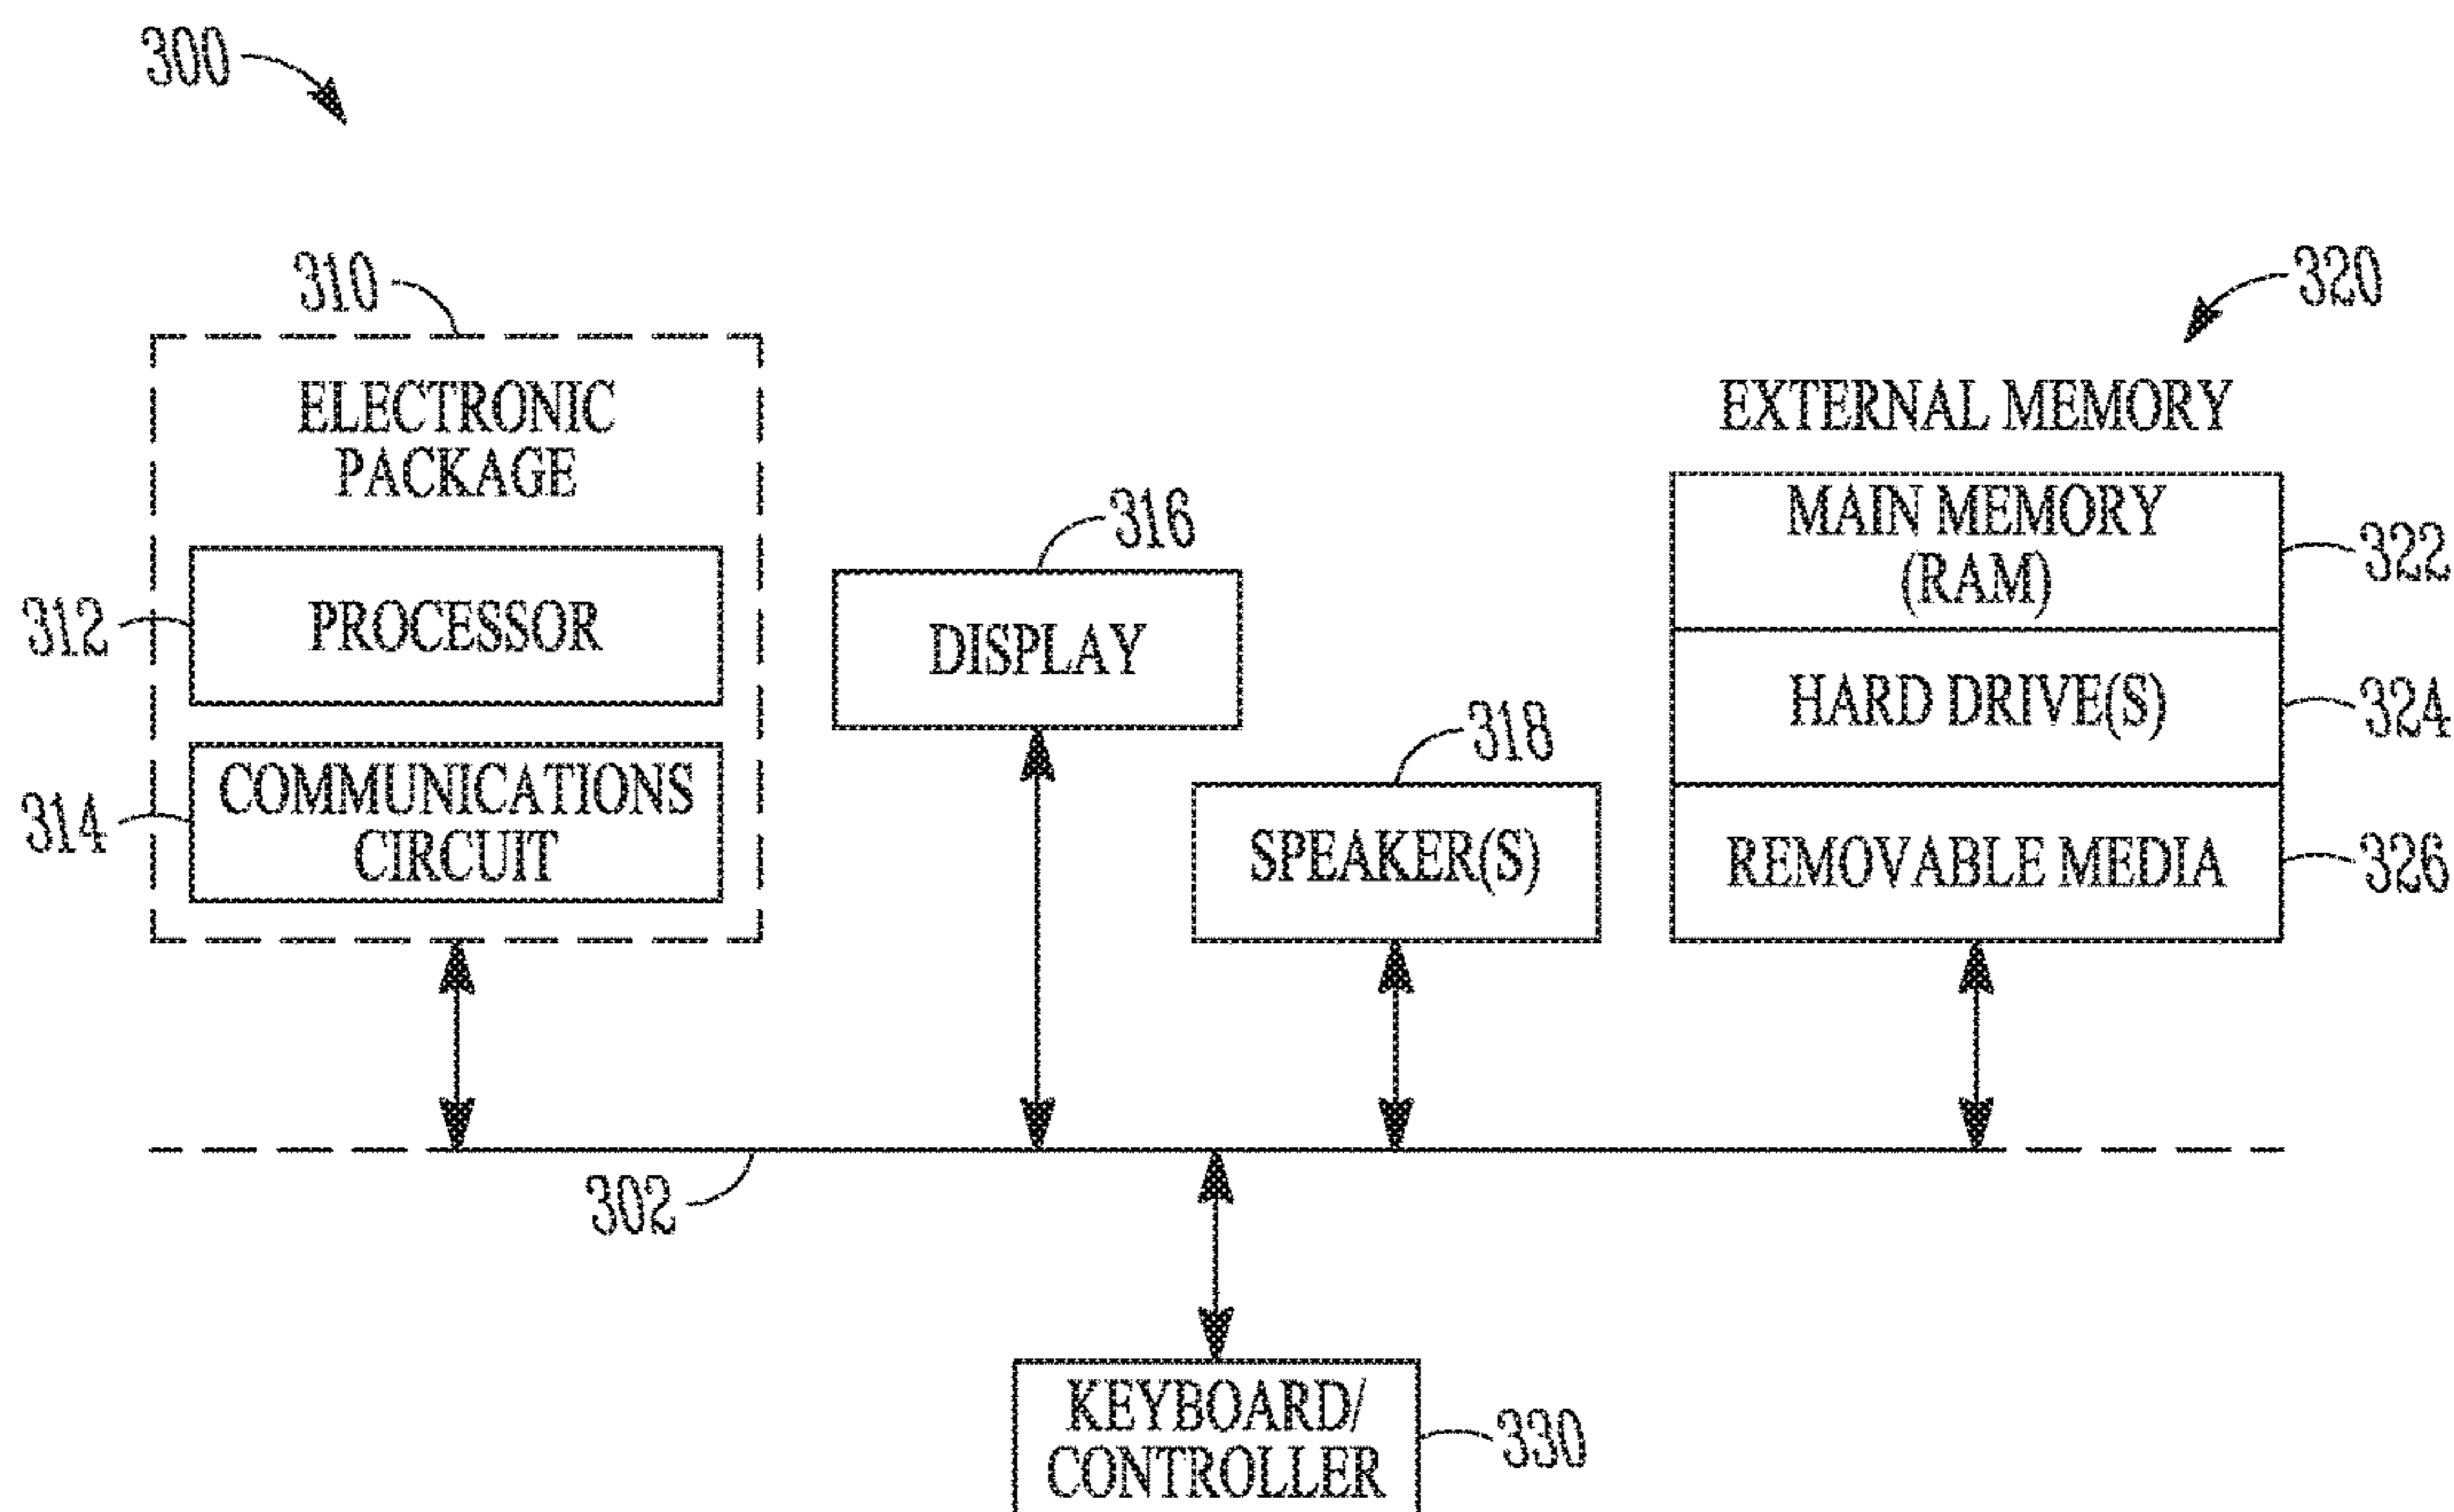 300
310
320
ELECTRONIC
PACKAGE
EXTERNAL MEMORY
316
MAIN MEMORY
(RAM)
322
312
PROCESSOR
DISPLAY
HARD DRIVE(S)
324
318
314
COMMUNICATIONS
CIRCUIT
SPEAKER(S)
REMOVABLE MEDIA
326
302
KEYBOARD/
CONTROLLER
330